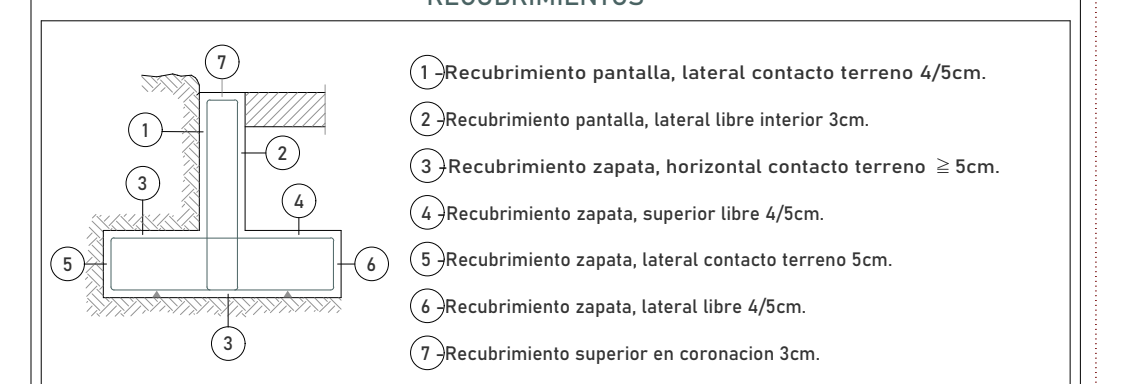 RECUBRIMIENTOS
7
1
2
3
4
5
6
3
1-Recubrimiento pantalla, lateral contacto terreno 4/5cm.
2-Recubrimiento pantalla, lateral libre interior 3cm.
3-Recubrimiento zapata, horizontal contacto terreno ≧ 5cm.
4-Recubrimiento zapata, superior libre 4/5cm.
5-Recubrimiento zapata, lateral contacto terreno 5cm.
6-Recubrimiento zapata, lateral libre 4/5cm.
7-Recubrimiento superior en coronacion 3cm.